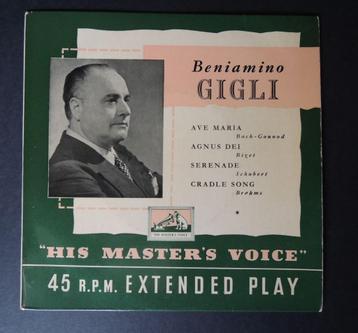 Beniamino
GIGLI
AVE MARIA
Bach-Gounod
AGNUS DEI
Bizet
SERENADE
Schubert
CRADLE SONG
Brahms
"HIS MASTER'S VOICE"
45 R.P.M. EXTENDED PLAY